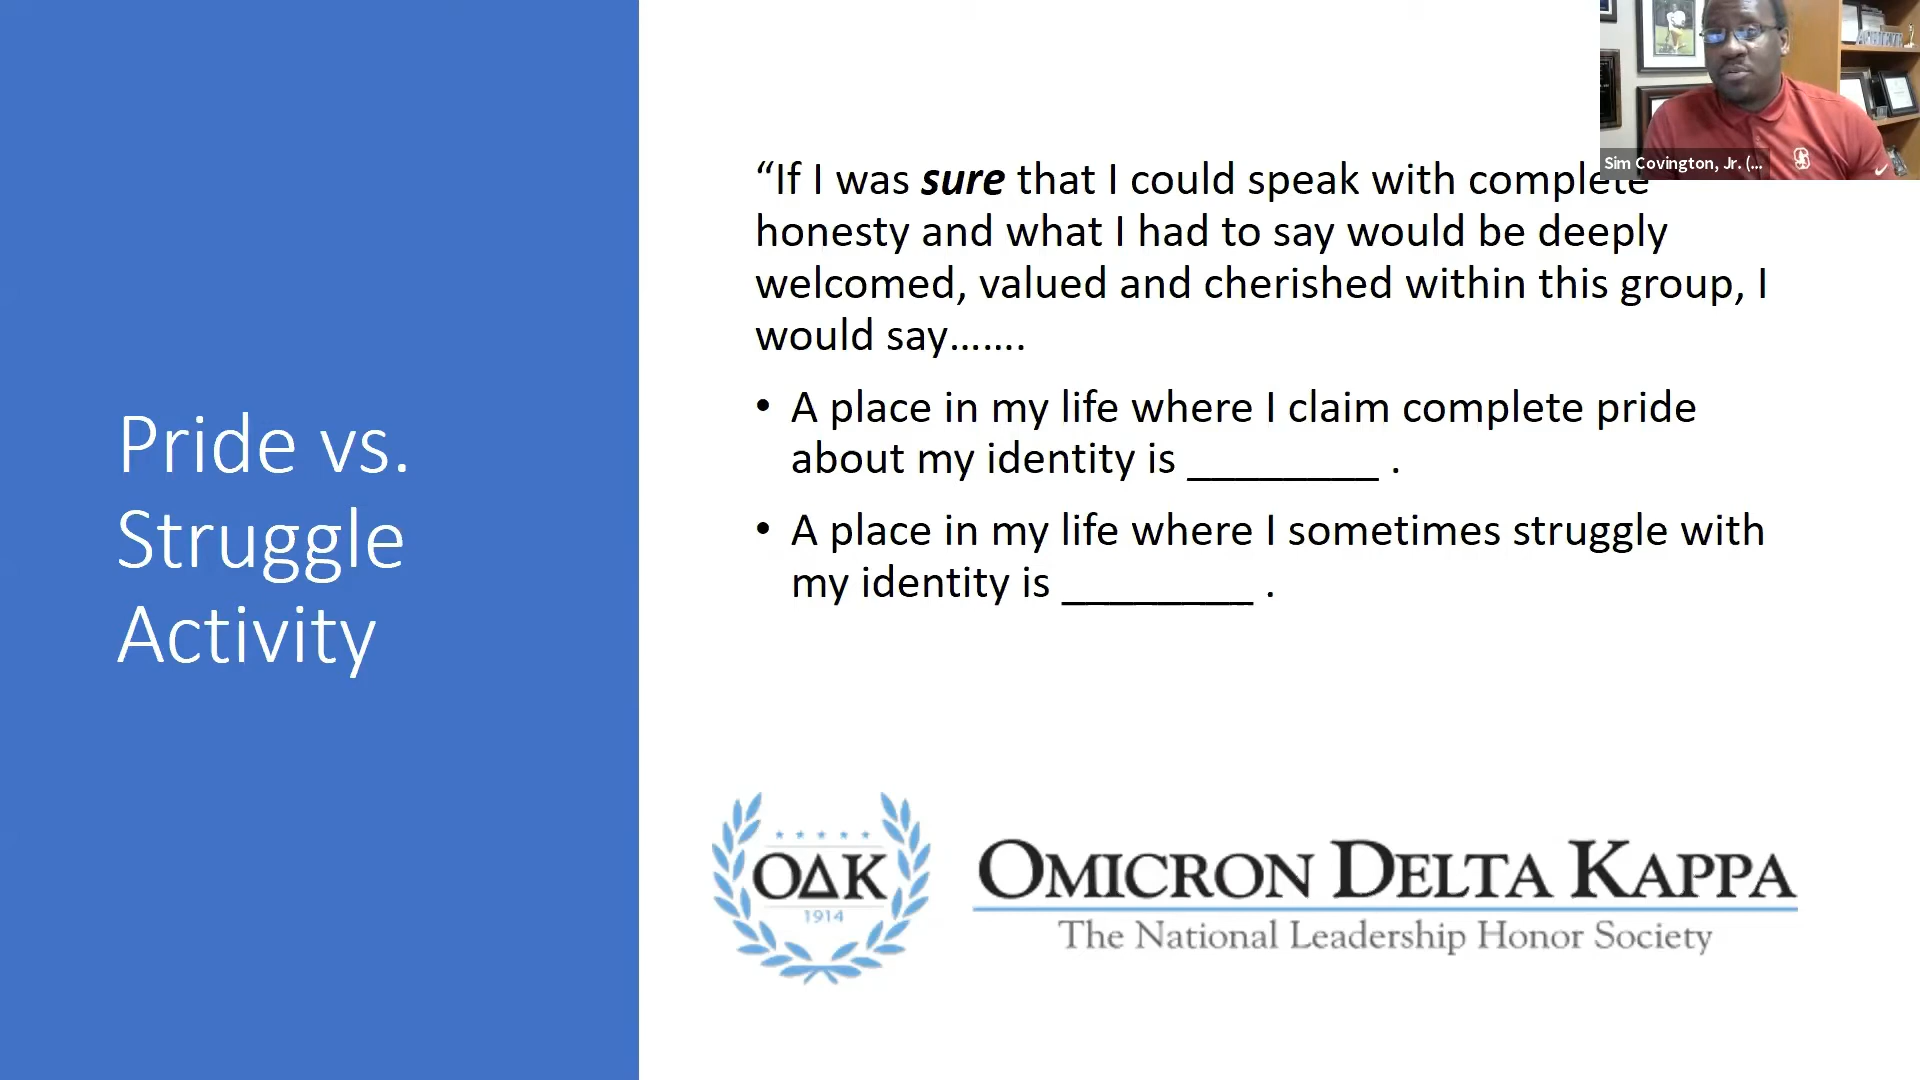 Pride vs.
Struggle
Activity
“If I was sure that I could speak with complete
honesty and what I had to say would be deeply
welcomed, valued and cherished within this group, I
would say…….
• A place in my life where I claim complete pride
about my identity is ________ .
• A place in my life where I sometimes struggle with
my identity is ________ .
Sim Covington, Jr. (...
ΟΔΚ
1914
OMICRON DELTA KAPPA
The National Leadership Honor Society